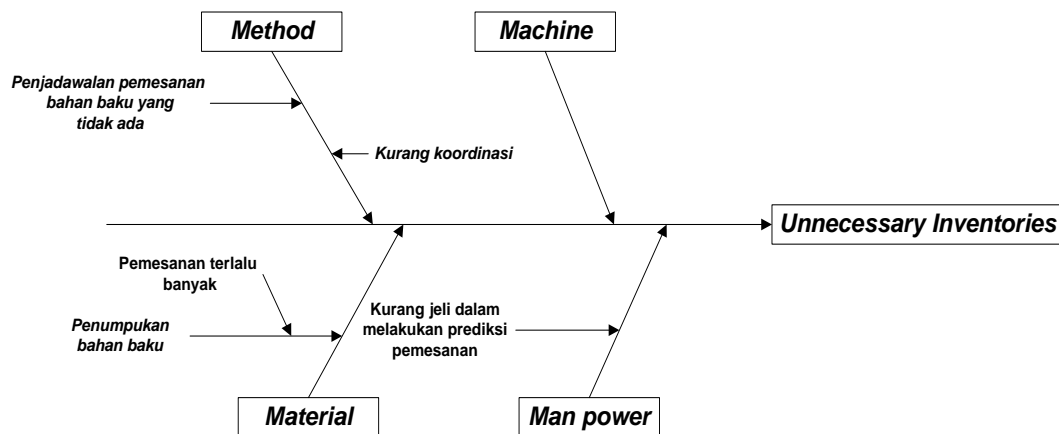 Method
Machine
Penjadawalan pemesanan
bahan baku yang
tidak ada
Kurang koordinasi
Unnecessary Inventories
Pemesanan terlalu
banyak
Penumpukan
bahan baku
Kurang jeli dalam
melakukan prediksi
pemesanan
Material
Man power